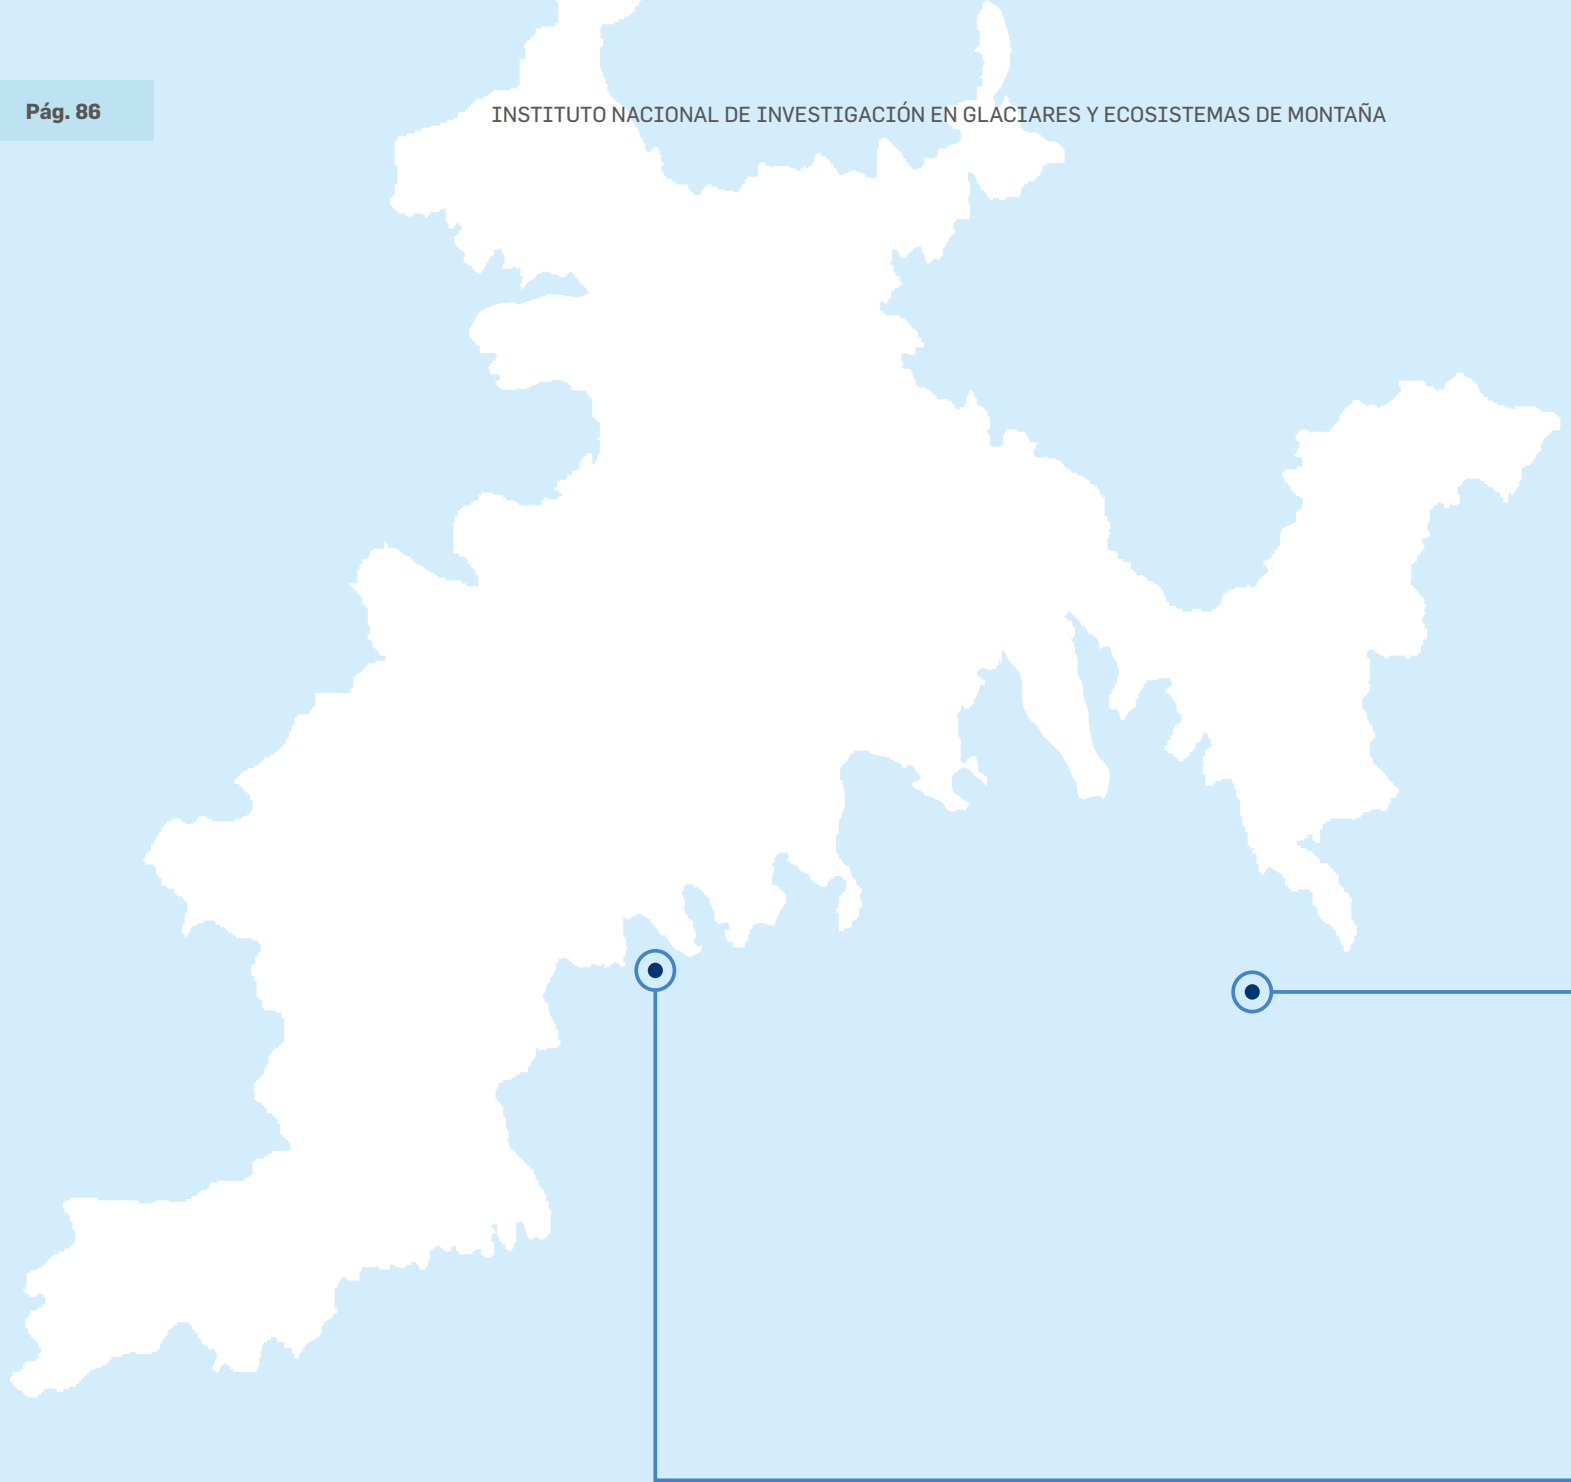 Pág. 86
INSTITUTO NACIONAL DE INVESTIGACIÓN EN GLACIARES Y ECOSISTEMAS DE MONTAÑA